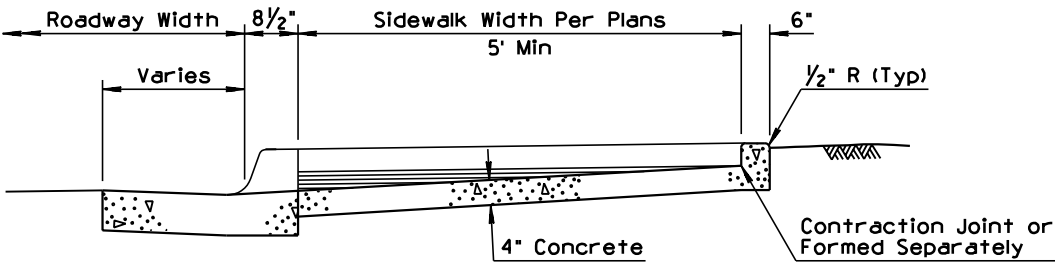 Roadway Width
8½"
Sidewalk Width Per Plans
5' Min
6"
Varies
½" R (Typ)
4" Concrete
Contraction Joint or
Formed Separately